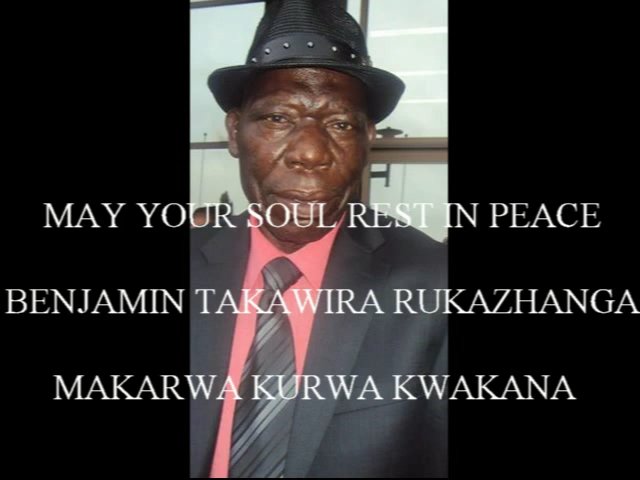 MAY YOUR SOUL REST IN PEACE
BENJAMIN TAKAWIRA RUKAZHANGA
MAKARWA KURWA KWAKANA